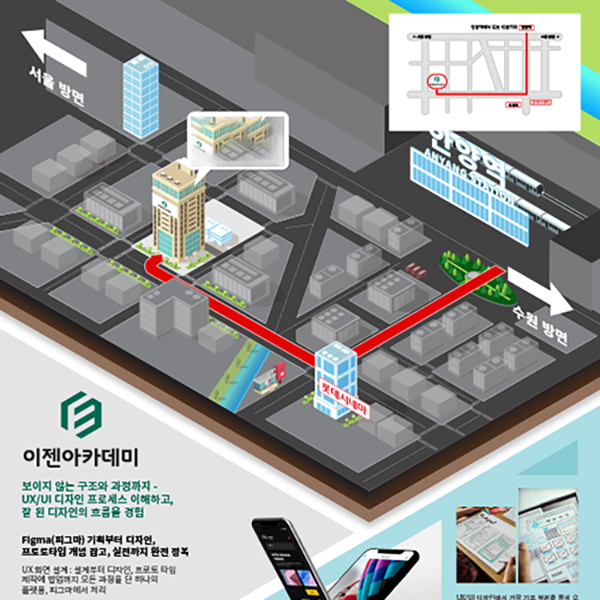 서울 방면
안양역
ANYANG STATION
수원 방면
롯데시네마
이젠아카데미
보이지 않는 구조와 과정까지 -
UX/UI 디자인 프로세스 이해하고,
잘 된 디자인의 흐름을 경험
Figma(피그마) 기획부터 디자인,
프로토타입 개념 잡고, 실전까지 완전 정복
UX 화면 설계 : 설계부터 디자인, 프로토 타입
제작에 협업까지 모든 과정을 단 하나의
플랫폼, 피그마에서 처리